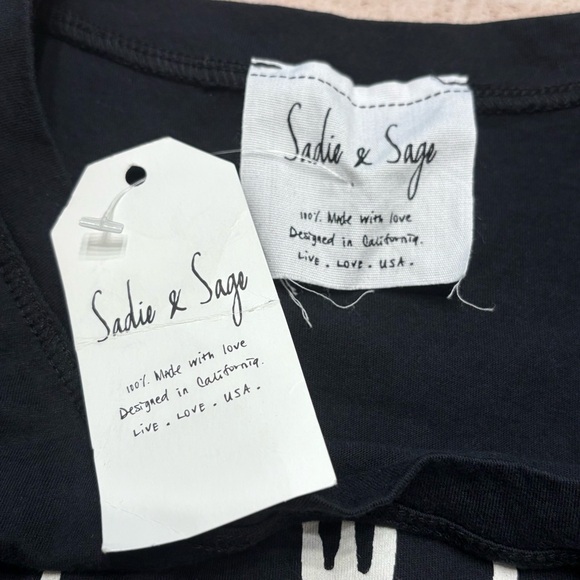 Sadie & Sage
100% Made with love
Designed in California.
LIVE . LOVE . USA .
Sadie & Sage
100% Made with love
Designed in California.
LIVE . LOVE . USA .